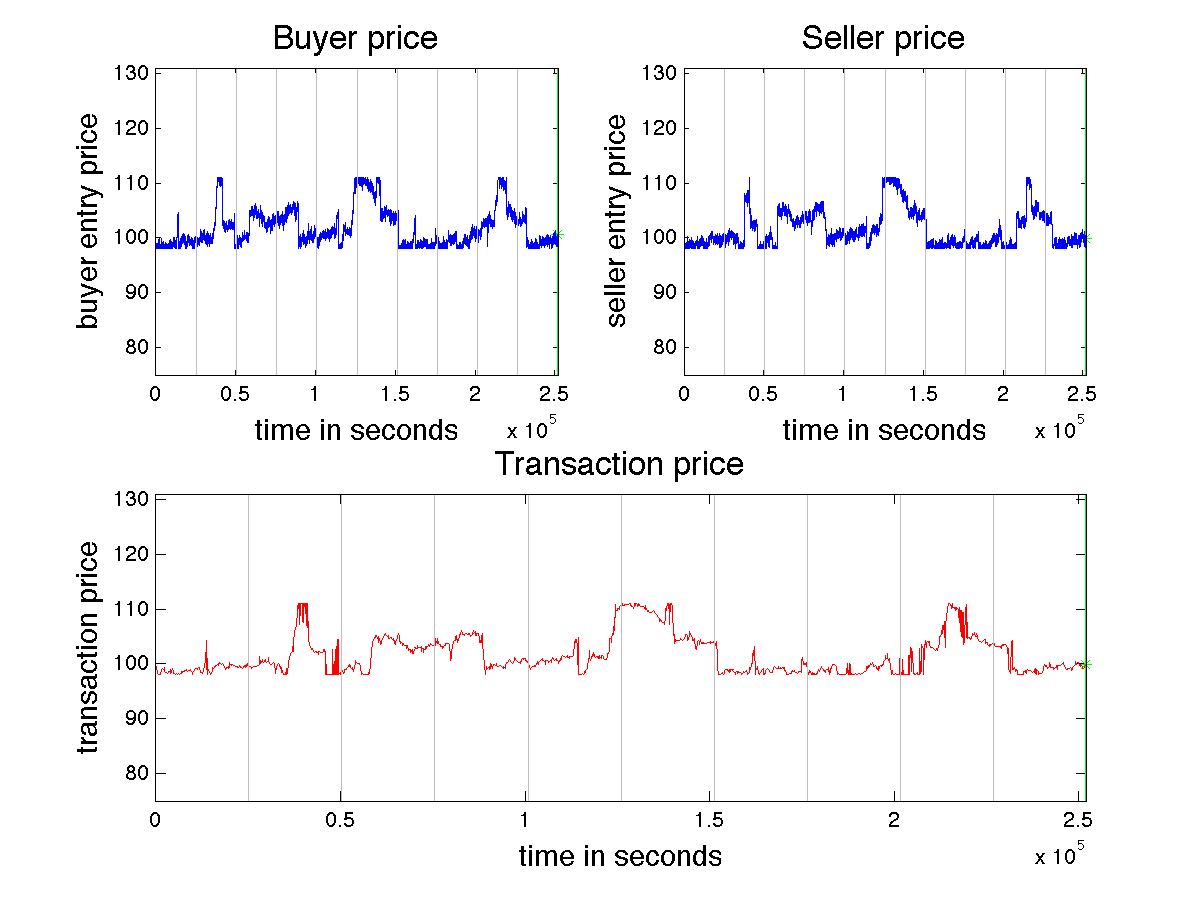 Buyer price
Seller price
130
120
110
100
90
80
buyer entry price
0 0.5 1 1.5 2 2.5
time in seconds
x 10^5
130
120
110
100
90
80
seller entry price
0 0.5 1 1.5 2 2.5
time in seconds
x 10^5
Transaction price
130
120
110
100
90
80
transaction price
0 0.5 1 1.5 2 2.5
time in seconds
x 10^5